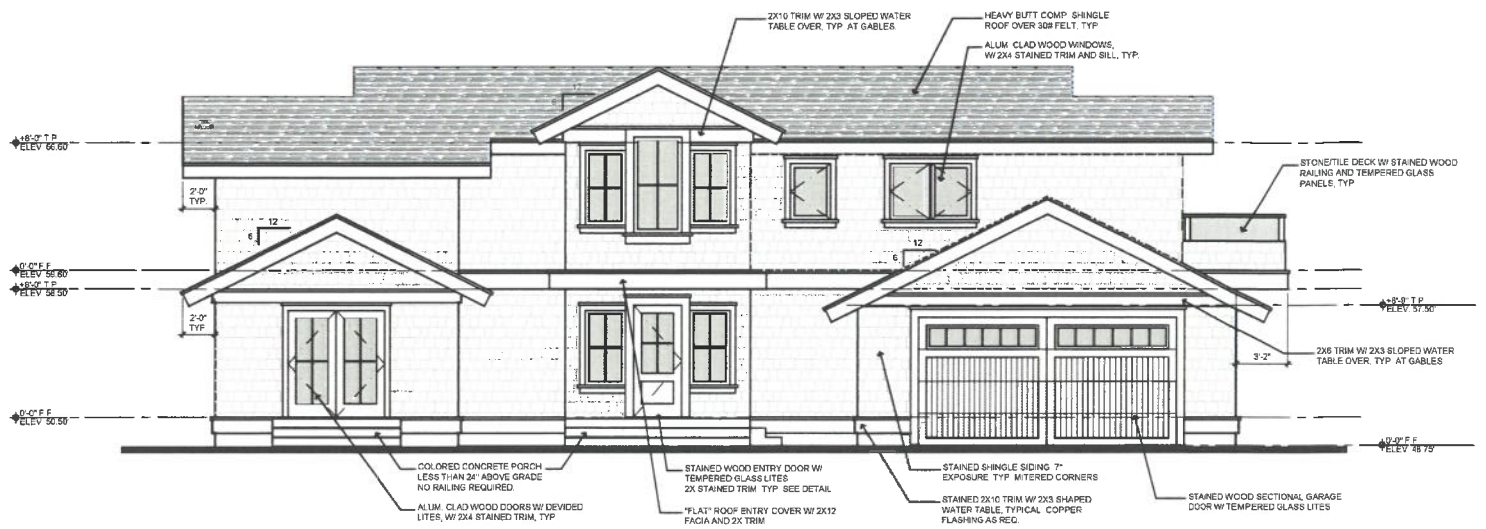 2X10 TRIM W/ 2X3 SLOPED WATER
TABLE OVER, TYP AT GABLES.
HEAVY BUTT COMP SHINGLE
ROOF OVER 30# FELT, TYP
ALUM. CLAD WOOD WINDOWS,
W/ 2X4 STAINED TRIM AND SILL, TYP.
+8'-0" T.P.
ELEV 66.60'
STONE/TILE DECK W/ STAINED WOOD
RAILING AND TEMPERED GLASS
PANELS, TYP
2'-0"
TYP.
12
6
12
6
0'-0" F.F.
ELEV 58.60'
+8'-0" T.P.
ELEV 58.50'
+8'-9" T.P.
ELEV. 57.50'
2'-0"
TYP
3'-2"
2X6 TRIM W/ 2X3 SLOPED WATER
TABLE OVER, TYP AT GABLES
0'-0" F.F.
ELEV 50.50'
0'-0" F.F.
ELEV 48.75'
COLORED CONCRETE PORCH
LESS THAN 24" ABOVE GRADE
NO RAILING REQUIRED.
ALUM. CLAD WOOD DOORS W/ DEVIDED
LITES, W/ 2X4 STAINED TRIM, TYP
STAINED WOOD ENTRY DOOR W/
TEMPERED GLASS LITES
2X STAINED TRIM TYP SEE DETAIL
"FLAT" ROOF ENTRY COVER W/ 2X12
FACIA AND 2X TRIM
STAINED SHINGLE SIDING 7"
EXPOSURE TYP MITERED CORNERS
STAINED 2X10 TRIM W/ 2X3 SHAPED
WATER TABLE, TYPICAL COPPER
FLASHING AS REQ.
STAINED WOOD SECTIONAL GARAGE
DOOR W/ TEMPERED GLASS LITES